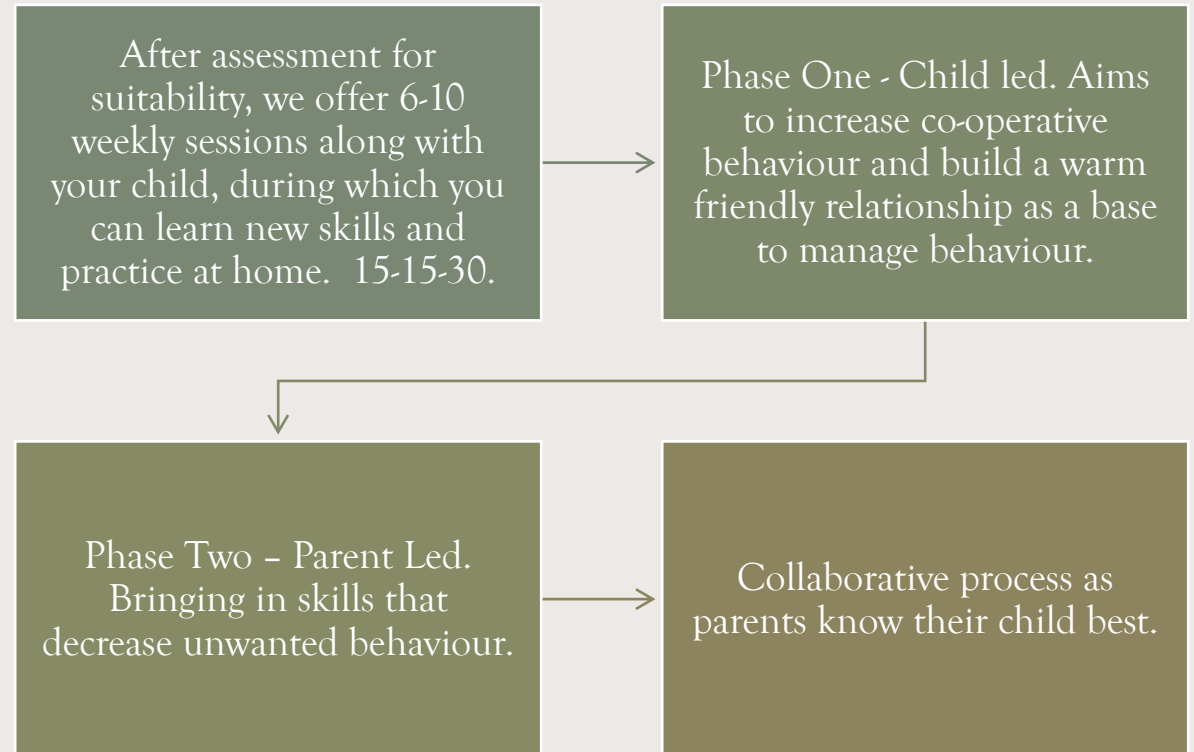 After assessment for
suitability, we offer 6-10
weekly sessions along with
your child, during which you
can learn new skills and
practice at home.  15-15-30.
Phase One - Child led. Aims
to increase co-operative
behaviour and build a warm
friendly relationship as a base
to manage behaviour.
Phase Two – Parent Led.
Bringing in skills that
decrease unwanted behaviour.
Collaborative process as
parents know their child best.